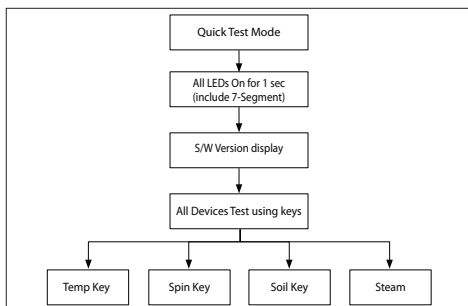 Quick Test Mode
All LEDs On for 1 sec
(include 7-Segment)
S/W Version display
All Devices Test using keys
Temp Key
Spin Key
Soil Key
Steam